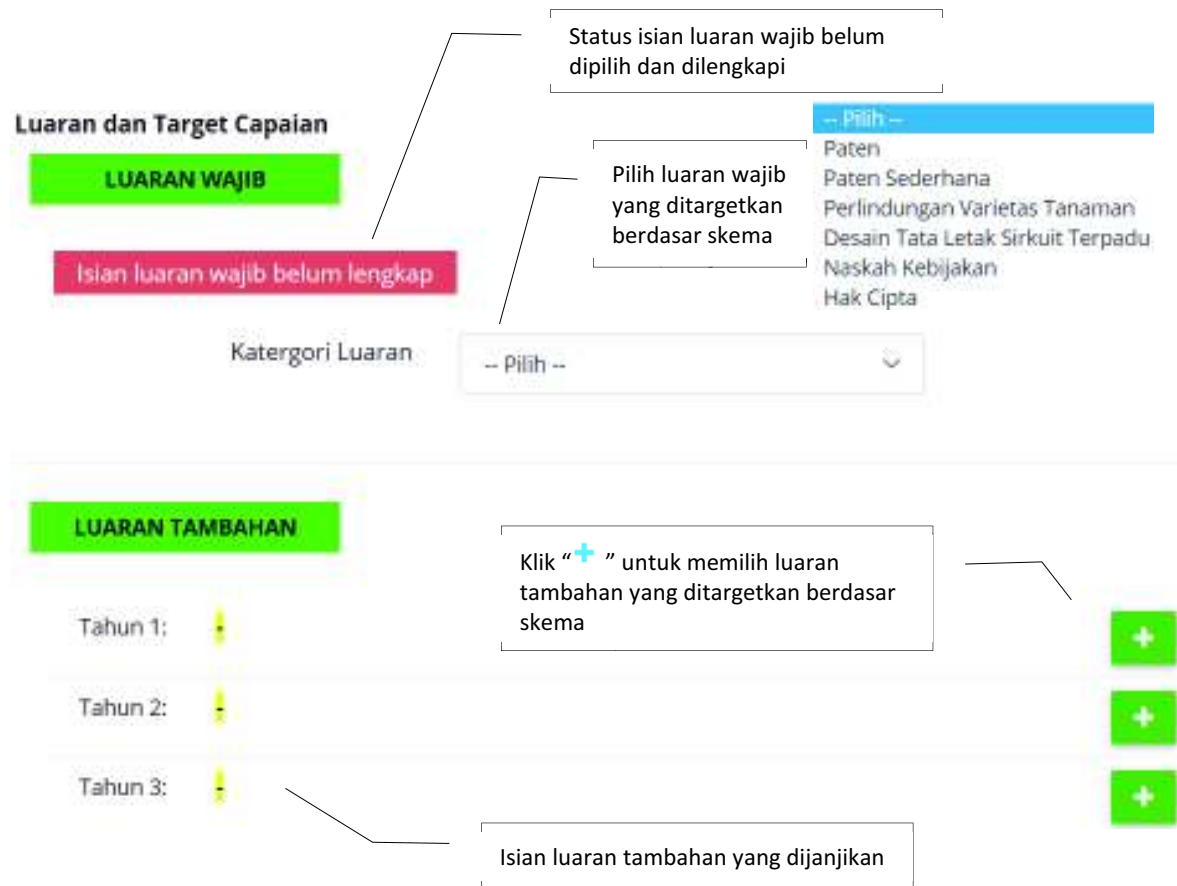 Status isian luaran wajib belum
dipilih dan dilengkapi
Luaran dan Target Capaian
LUARAN WAJIB
-- Pilih --
Paten
Paten Sederhana
Perlindungan Varietas Tanaman
Desain Tata Letak Sirkuit Terpadu
Naskah Kebijakan
Hak Cipta
Pilih luaran wajib
yang ditargetkan
berdasar skema
Isian luaran wajib belum lengkap
Katergori Luaran
-- Pilih --
LUARAN TAMBAHAN
Klik “+ ” untuk memilih luaran
tambahan yang ditargetkan berdasar
skema
Tahun 1: - +
Tahun 2: - +
Tahun 3: - +
Isian luaran tambahan yang dijanjikan